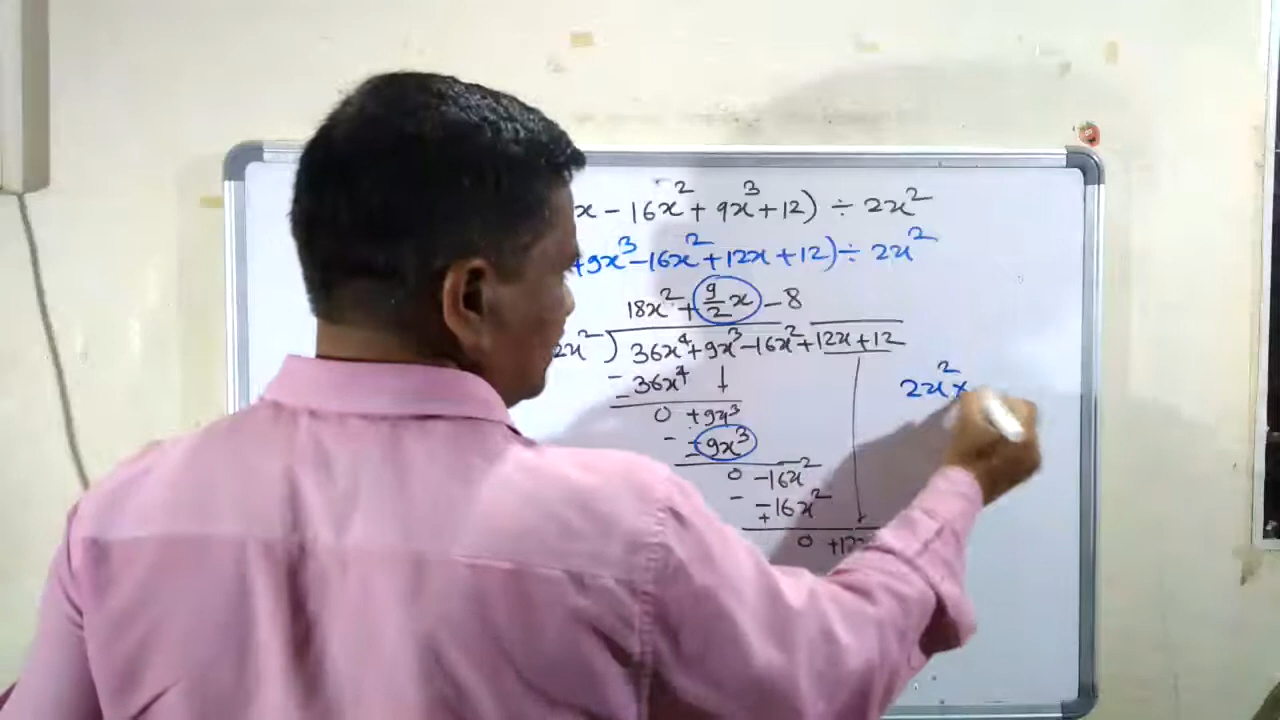 x - 16x² + 9x³ + 12) ÷ 2x²
+9x³ - 16x² + 12x + 12) ÷ 2x²
18x² + 9/2 x - 8
2x² ) 36x⁴ + 9x³ - 16x² + 12x + 12
- 36x⁴ ↓
2x² ×
0 + 9x³
- 9x³
0 - 16x²
- - 16x²
+
0 + 12